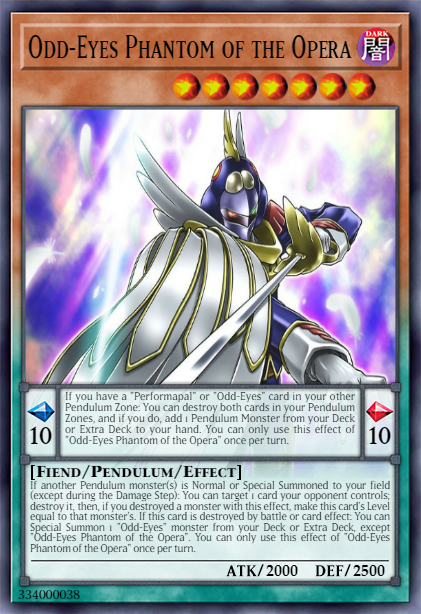 Odd-Eyes Phantom of the Opera
DARK
闇
If you have a "Performapal" or "Odd-Eyes" card in your other
Pendulum Zone: You can destroy both cards in your Pendulum
Zones, and if you do, add 1 Pendulum Monster from your Deck
or Extra Deck to your hand. You can only use this effect of
"Odd-Eyes Phantom of the Opera" once per turn.
10
10
[Fiend/Pendulum/Effect]
If another Pendulum monster(s) is Normal or Special Summoned to your field
(except during the Damage Step): You can target 1 card your opponent controls;
destroy it, then, if you destroyed a monster with this effect, make this card's Level
equal to that monster's. If this card is destroyed by battle or card effect: You can
Special Summon 1 "Odd-Eyes" monster from your Deck or Extra Deck, except
"Odd-Eyes Phantom of the Opera". You can only use this effect of "Odd-Eyes
Phantom of the Opera" once per turn.
ATK/2000 DEF/2500
334000038